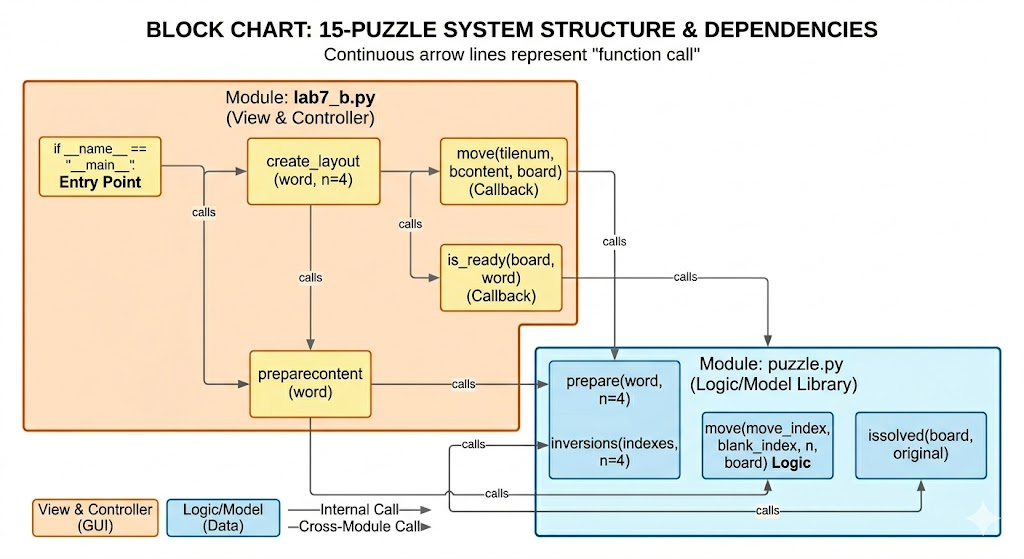 BLOCK CHART: 15-PUZZLE SYSTEM STRUCTURE & DEPENDENCIES
Continuous arrow lines represent "function call"
Module: lab7_b.py
(View & Controller)
if __name__ ==
"__main__":
Entry Point
create_layout
(word, n=4)
move(tilenum,
bcontent, board)
(Callback)
calls
calls
calls
calls
is_ready(board,
word)
(Callback)
calls
preparecontent
(word)
calls
Module: puzzle.py
(Logic/Model Library)
prepare(word,
n=4)
inversions(indexes,
n=4)
move(move_index,
blank_index, n,
board) Logic
issolved(board,
original)
calls
calls
calls
View & Controller
(GUI)
Logic/Model
(Data)
Internal Call
Cross-Module Call